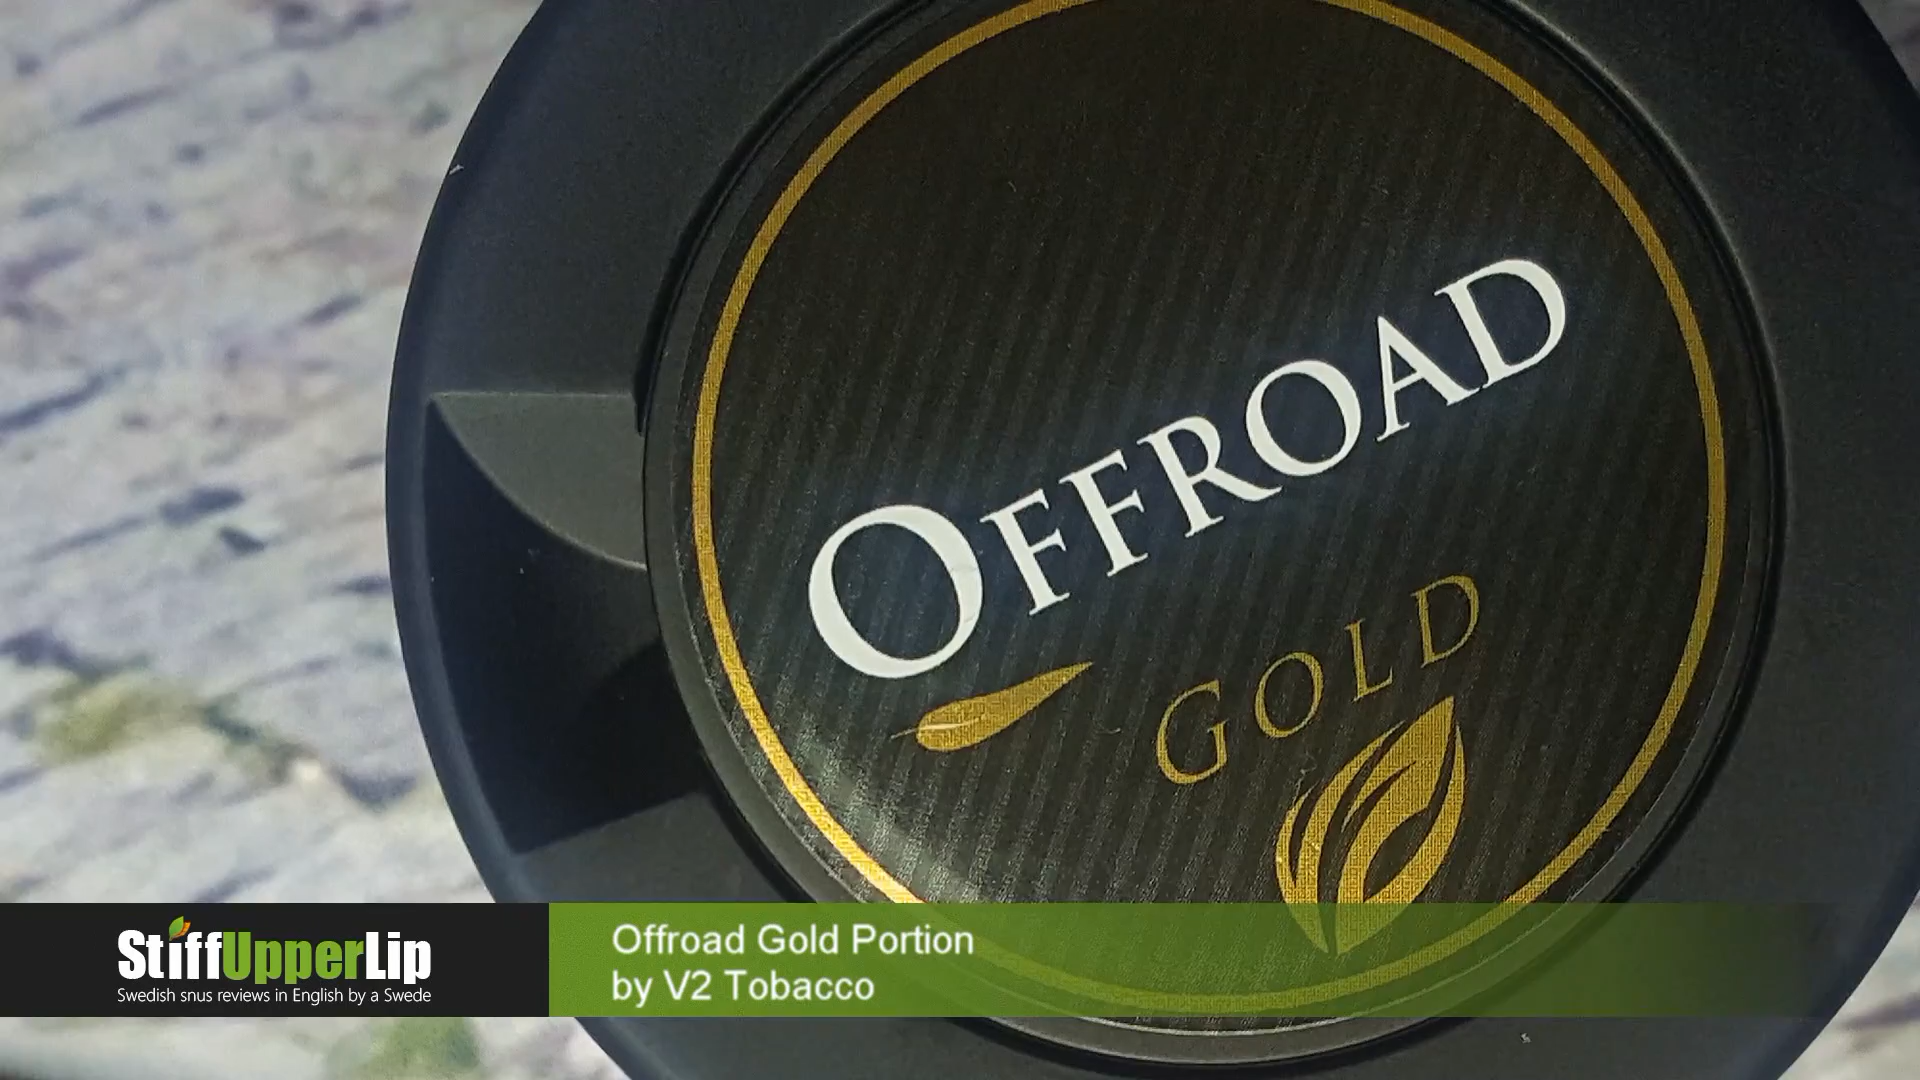 OFFROAD
GOLD
StiffUpperLip
Swedish snus reviews in English by a Swede
Offroad Gold Portion
by V2 Tobacco